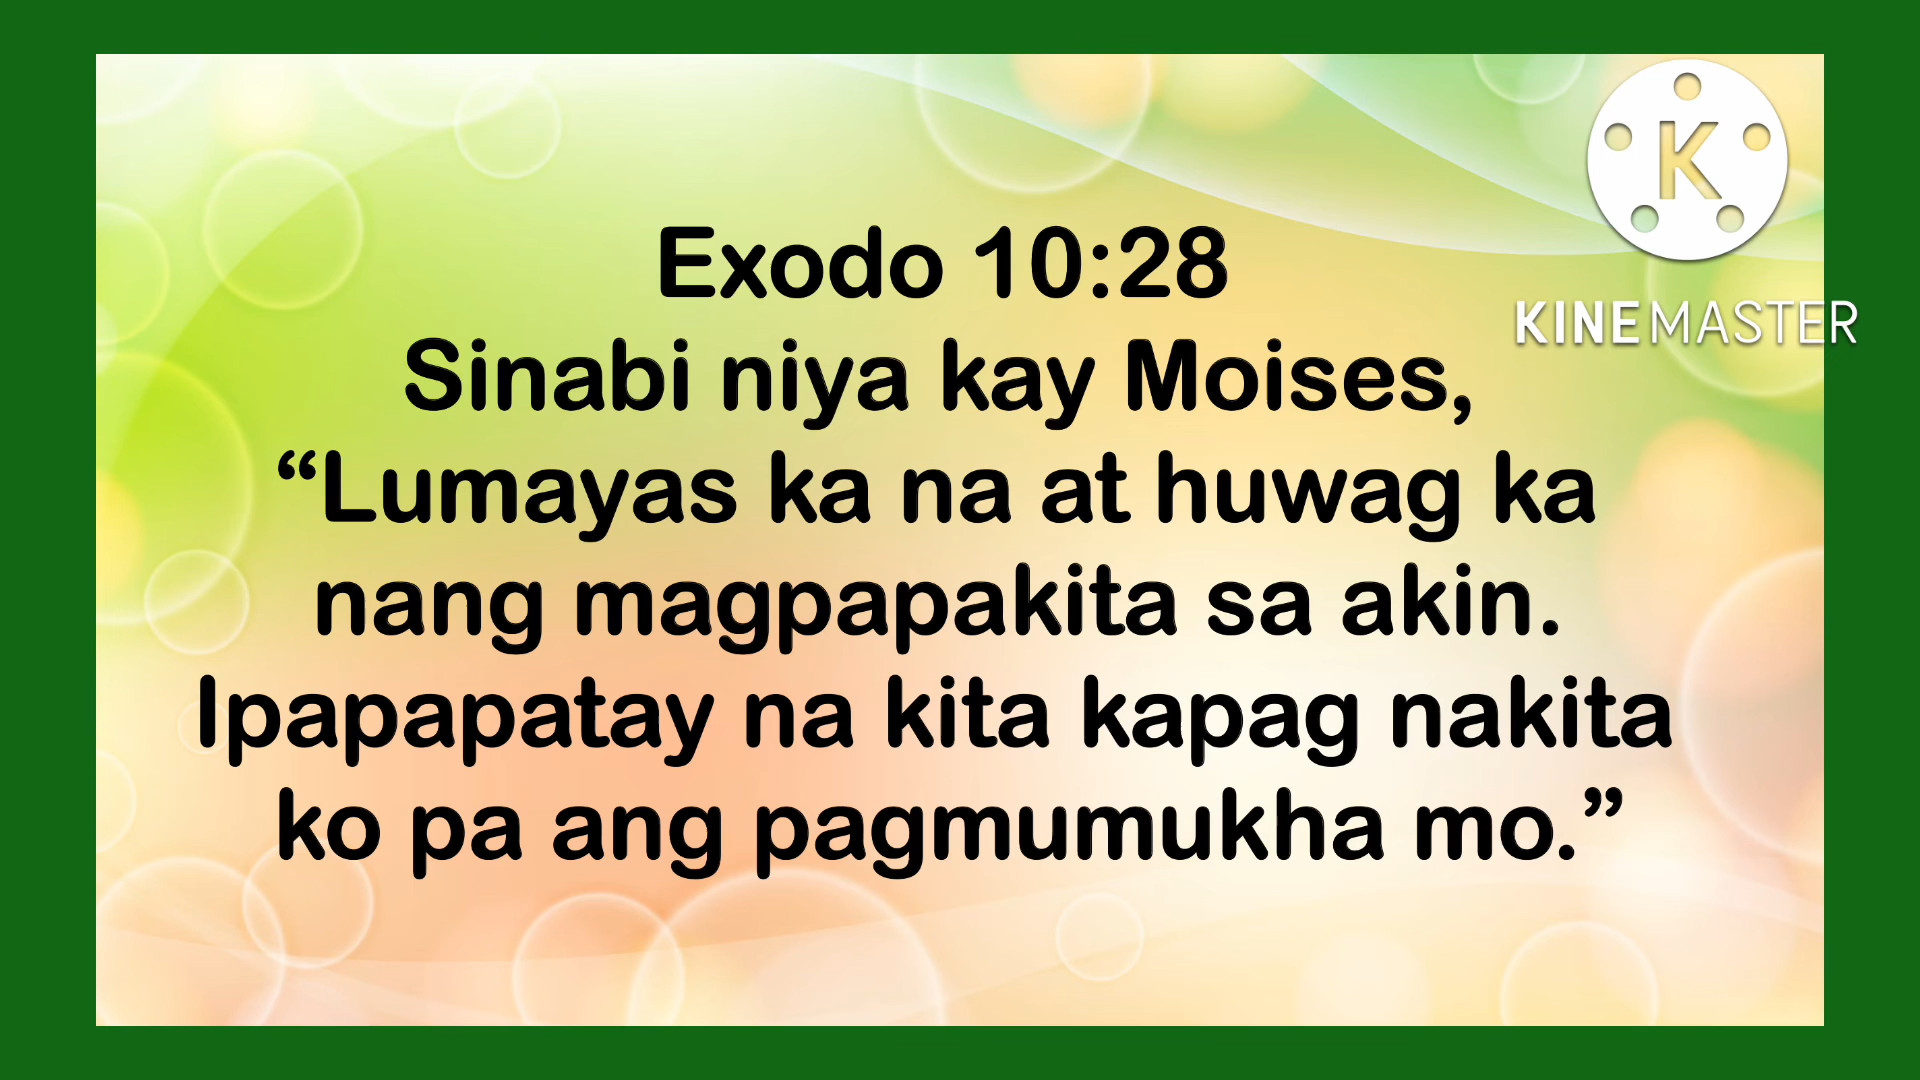 K
KINEMASTER
Exodo 10:28
Sinabi niya kay Moises,
“Lumayas ka na at huwag ka
nang magpapakita sa akin.
Ipapapatay na kita kapag nakita
ko pa ang pagmumukha mo.”